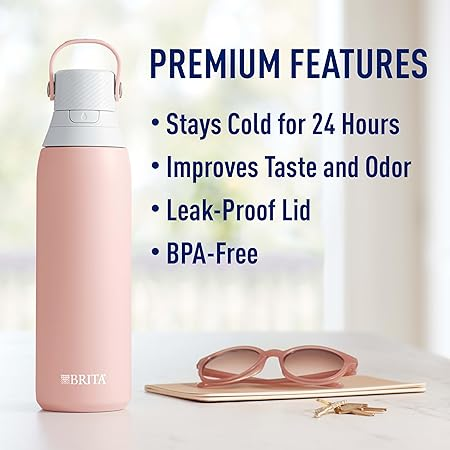 PREMIUM FEATURES
• Stays Cold for 24 Hours
• Improves Taste and Odor
• Leak-Proof Lid
• BPA-Free
BRITA